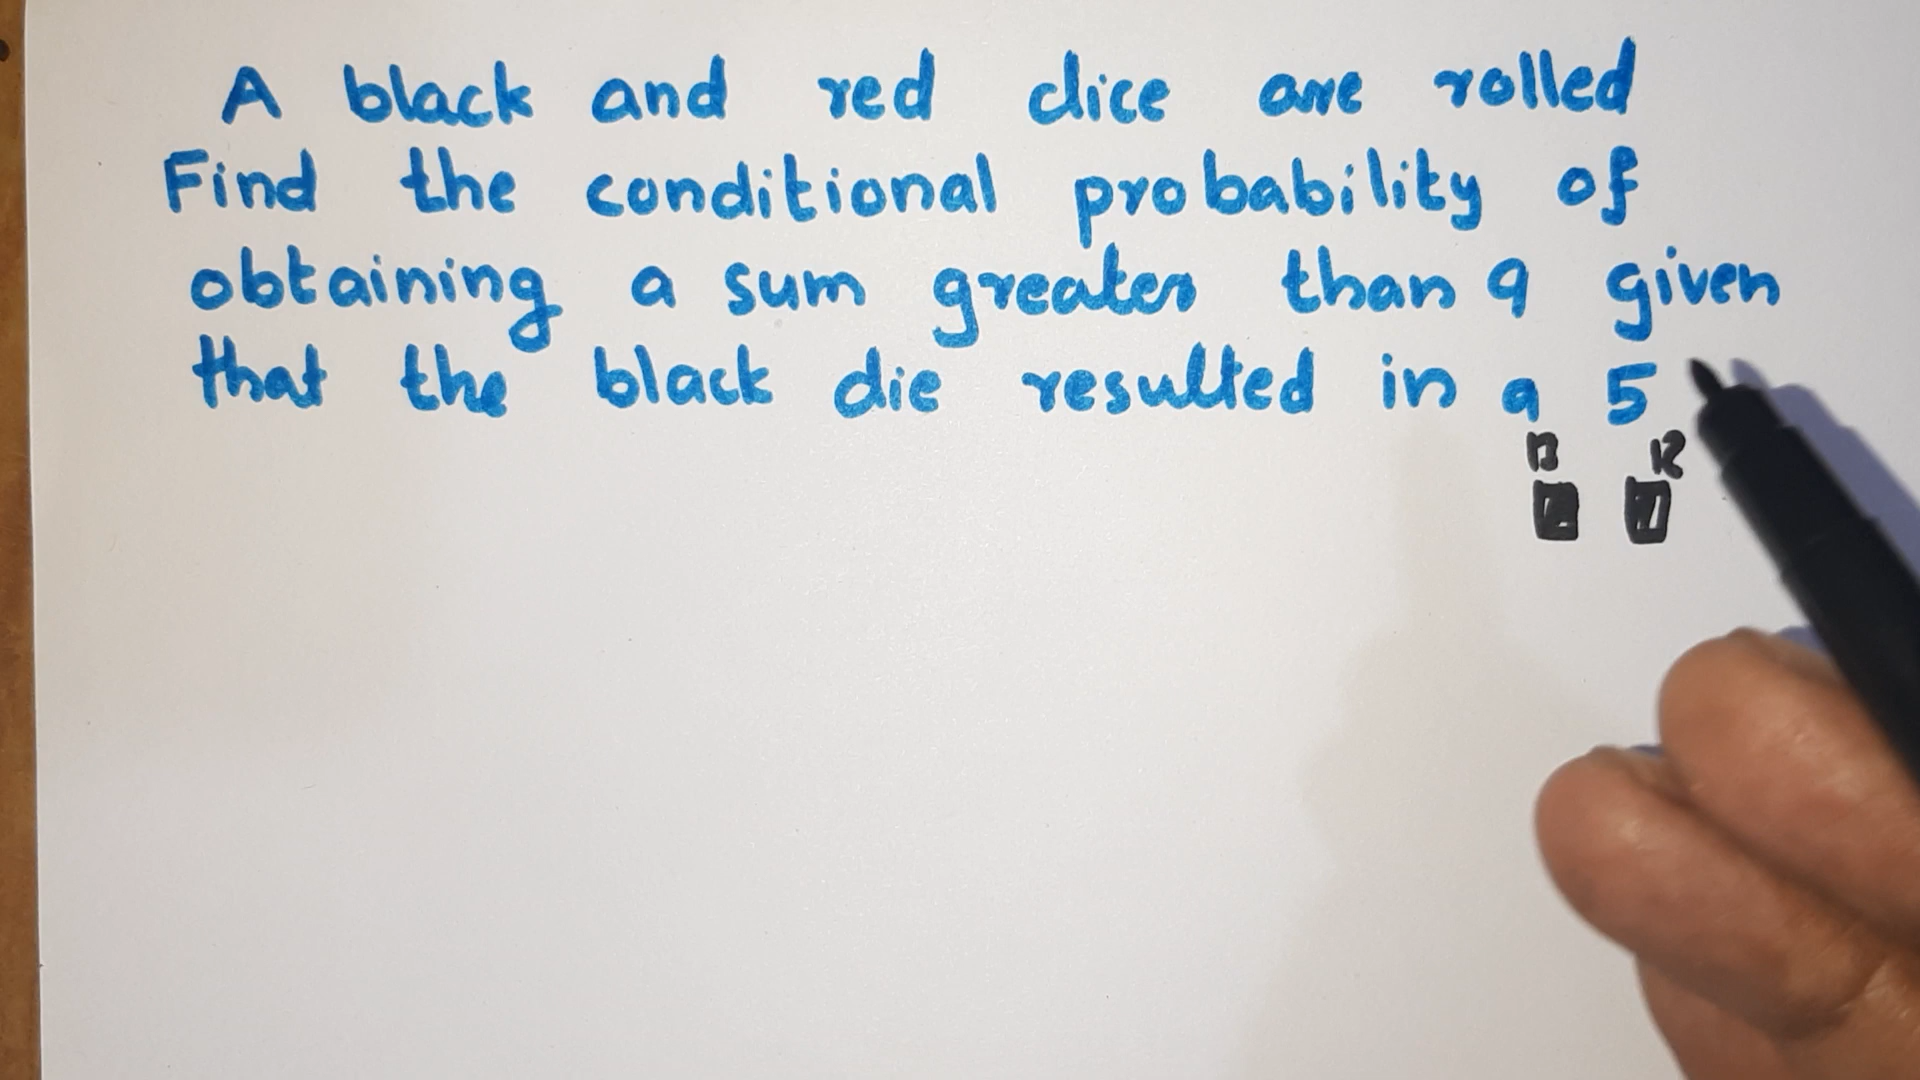 A black and red dice are rolled
Find the conditional probability of
obtaining a sum greater than 9 given
that the black die resulted in a 5
B R